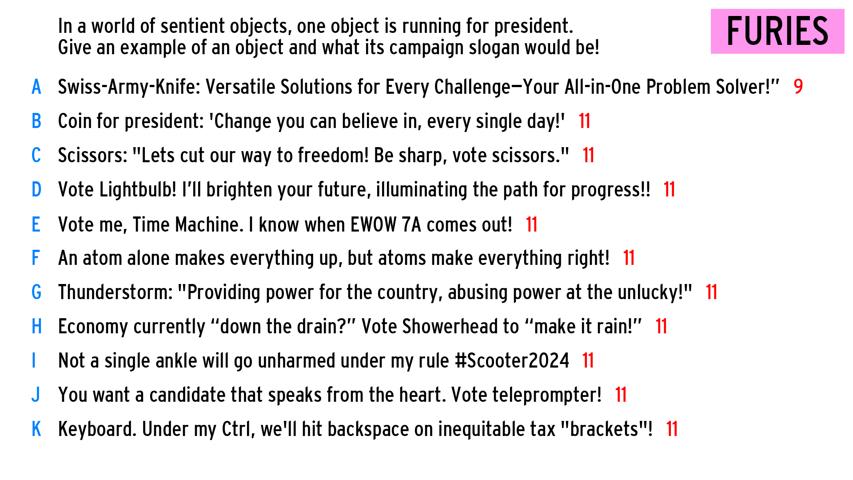 In a world of sentient objects, one object is running for president.
Give an example of an object and what its campaign slogan would be!
FURIES
A Swiss-Army-Knife: Versatile Solutions for Every Challenge—Your All-in-One Problem Solver!” 9
B Coin for president: 'Change you can believe in, every single day!' 11
C Scissors: "Lets cut our way to freedom! Be sharp, vote scissors." 11
D Vote Lightbulb! I’ll brighten your future, illuminating the path for progress!! 11
E Vote me, Time Machine. I know when EWOW 7A comes out! 11
F An atom alone makes everything up, but atoms make everything right! 11
G Thunderstorm: "Providing power for the country, abusing power at the unlucky!" 11
H Economy currently “down the drain?” Vote Showerhead to “make it rain!” 11
I Not a single ankle will go unharmed under my rule #Scooter2024 11
J You want a candidate that speaks from the heart. Vote teleprompter! 11
K Keyboard. Under my Ctrl, we'll hit backspace on inequitable tax "brackets"! 11